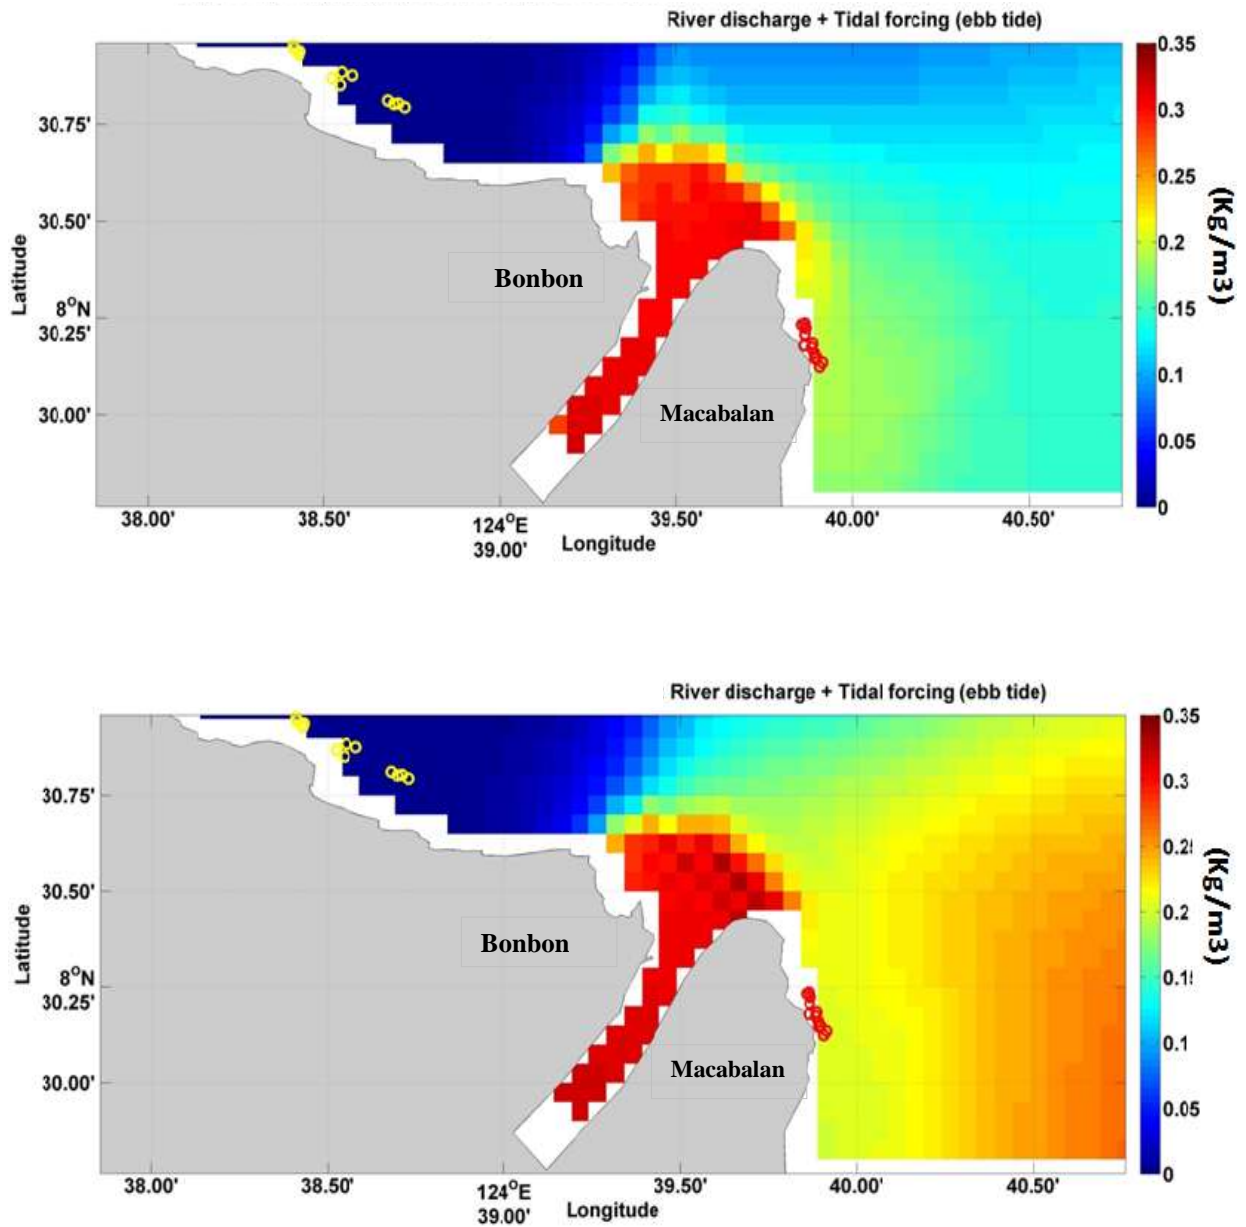 River discharge + Tidal forcing (ebb tide)
0.35
0.3
0.25
0.2
0.15
0.1
0.05
0
(Kg/m3)
30.75'
30.50'
8°N
30.25'
30.00'
Latitude
Bonbon
Macabalan
38.00'
38.50'
124°E
39.00'
39.50'
40.00'
40.50'
Longitude
River discharge + Tidal forcing (ebb tide)
0.35
0.3
0.2
0.1
0.05
0
(Kg/m3)
30.75'
30.50'
8°N
30.25'
30.00'
Latitude
Bonbon
Macabalan
38.00'
38.50'
124°E
39.00'
39.50'
40.00'
40.50'
Longitude